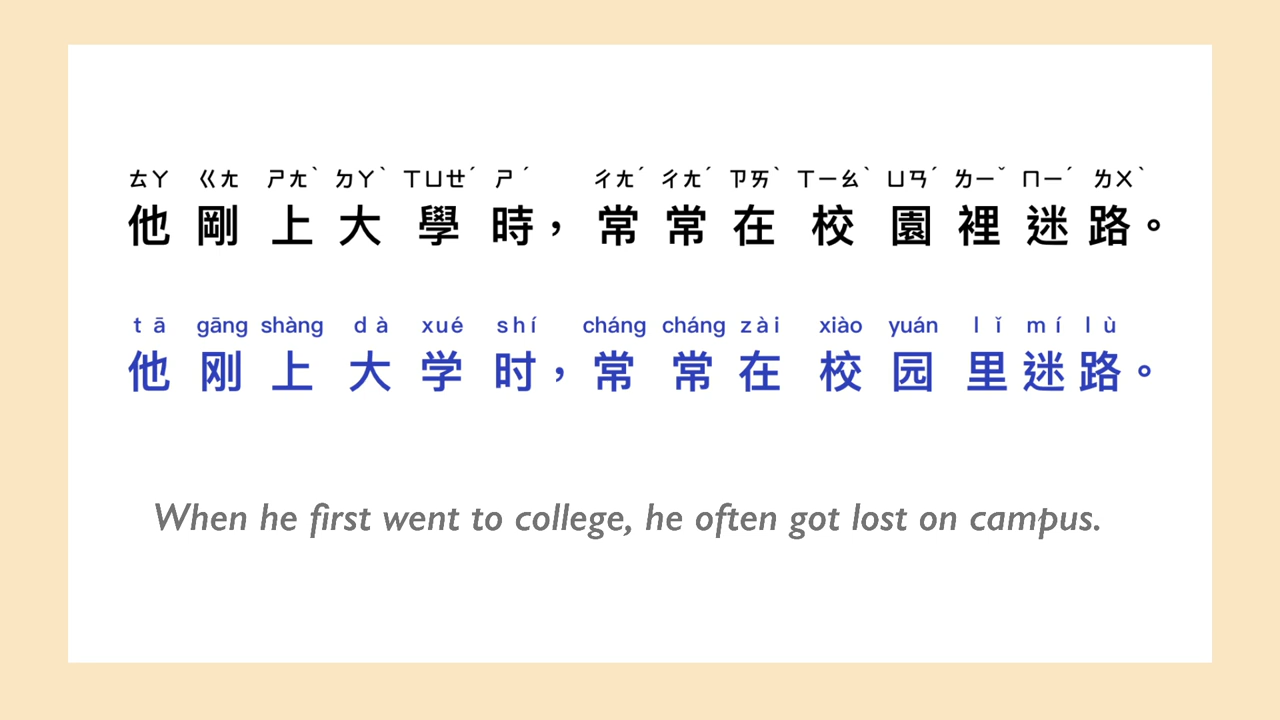 ㄊㄚ ㄍㄤ ㄕㄤˋ ㄉㄚˋ ㄒㄩㄝˊ ㄕˊ ㄔㄤˊ ㄔㄤˊ ㄗㄞˋ ㄒㄧㄠˋ ㄩㄢˊ ㄌㄧˇ ㄇㄧˊ ㄌㄨˋ
他剛上大學時，常常在校園裡迷路。
tā gāng shàng dà xué shí cháng cháng zài xiào yuán lǐ mí lù
他刚上大学时，常常在校园里迷路。
When he first went to college, he often got lost on campus.